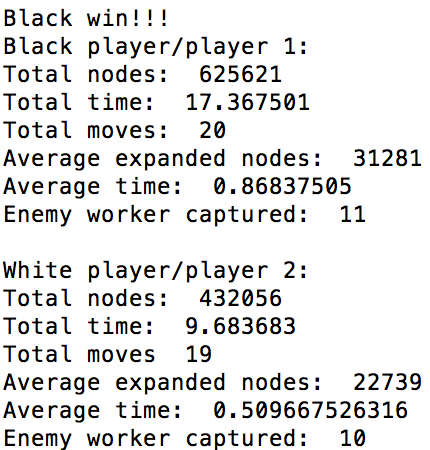 Black win!!!
Black player/player 1:
Total nodes:  625621
Total time:  17.367501
Total moves:  20
Average expanded nodes:  31281
Average time:  0.86837505
Enemy worker captured:  11

White player/player 2:
Total nodes:  432056
Total time:  9.683683
Total moves  19
Average expanded nodes:  22739
Average time:  0.509667526316
Enemy worker captured:  10